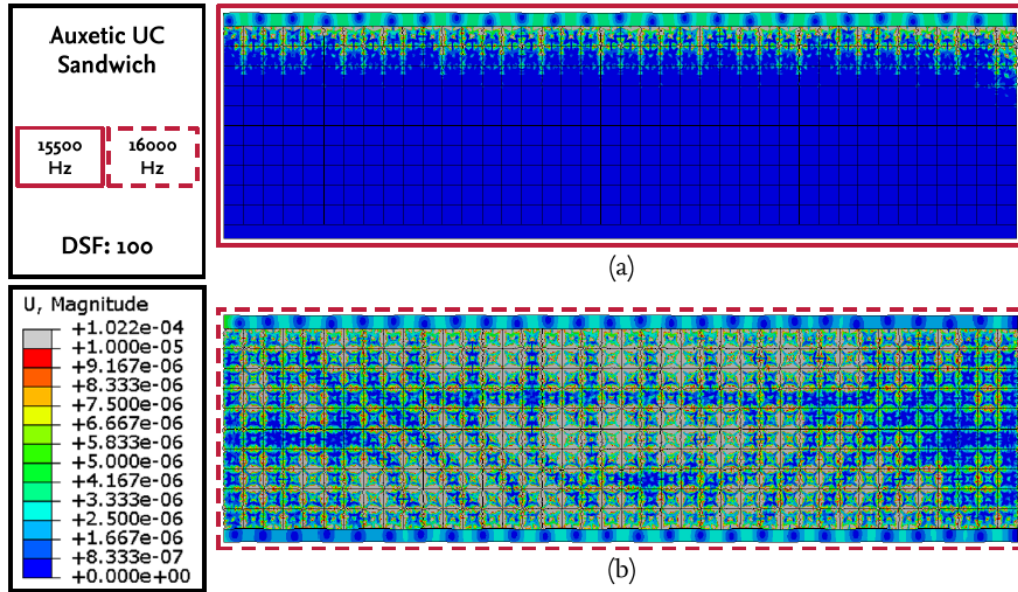 Auxetic UC
Sandwich
15500
Hz
16000
Hz
DSF: 100
(a)
U, Magnitude
+1.022e-04
+1.000e-05
+9.167e-06
+8.333e-06
+7.500e-06
+6.667e-06
+5.833e-06
+5.000e-06
+4.167e-06
+3.333e-06
+2.500e-06
+1.667e-06
+8.333e-07
+0.000e+00
(b)